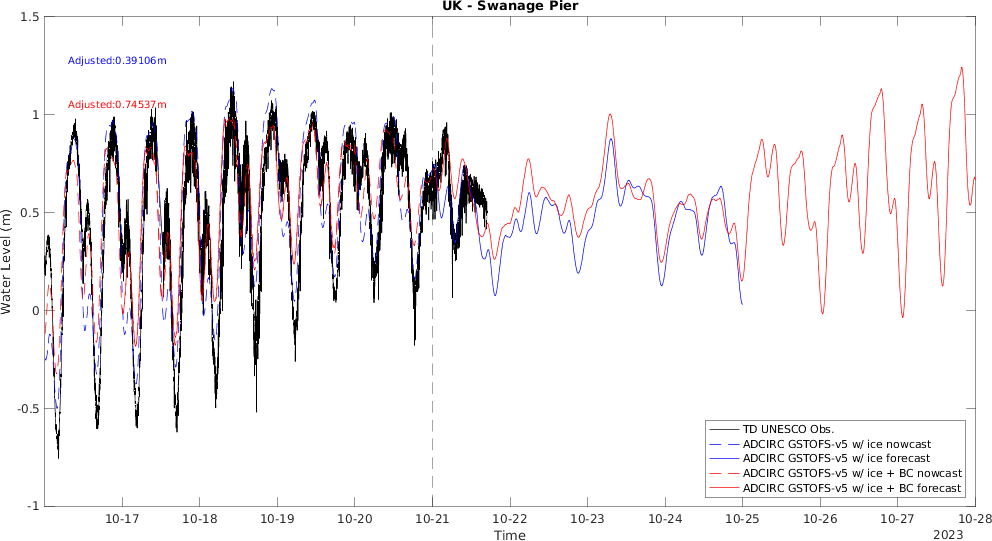 UK - Swanage Pier
1.5
1
0.5
0
-0.5
-1
Water Level (m)
Adjusted:0.39106m
Adjusted:0.74537m
TD UNESCO Obs.
ADCIRC GSTOFS-v5 w/ ice nowcast
ADCIRC GSTOFS-v5 w/ ice forecast
ADCIRC GSTOFS-v5 w/ ice + BC nowcast
ADCIRC GSTOFS-v5 w/ ice + BC forecast
10-17 10-18 10-19 10-20 10-21 10-22 10-23 10-24 10-25 10-26 10-27 10-28
Time
2023